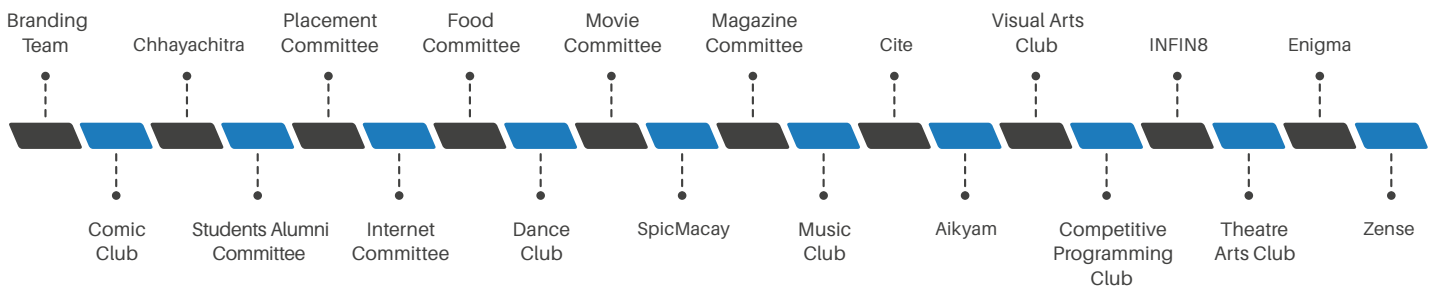 Branding
Team
Chhayachitra
Placement
Committee
Food
Committee
Movie
Committee
Magazine
Committee
Cite
Visual Arts
Club
INFIN8
Enigma
Comic
Club
Students Alumni
Committee
Internet
Committee
Dance
Club
SpicMacay
Music
Club
Aikyam
Competitive
Programming
Club
Theatre
Arts Club
Zense